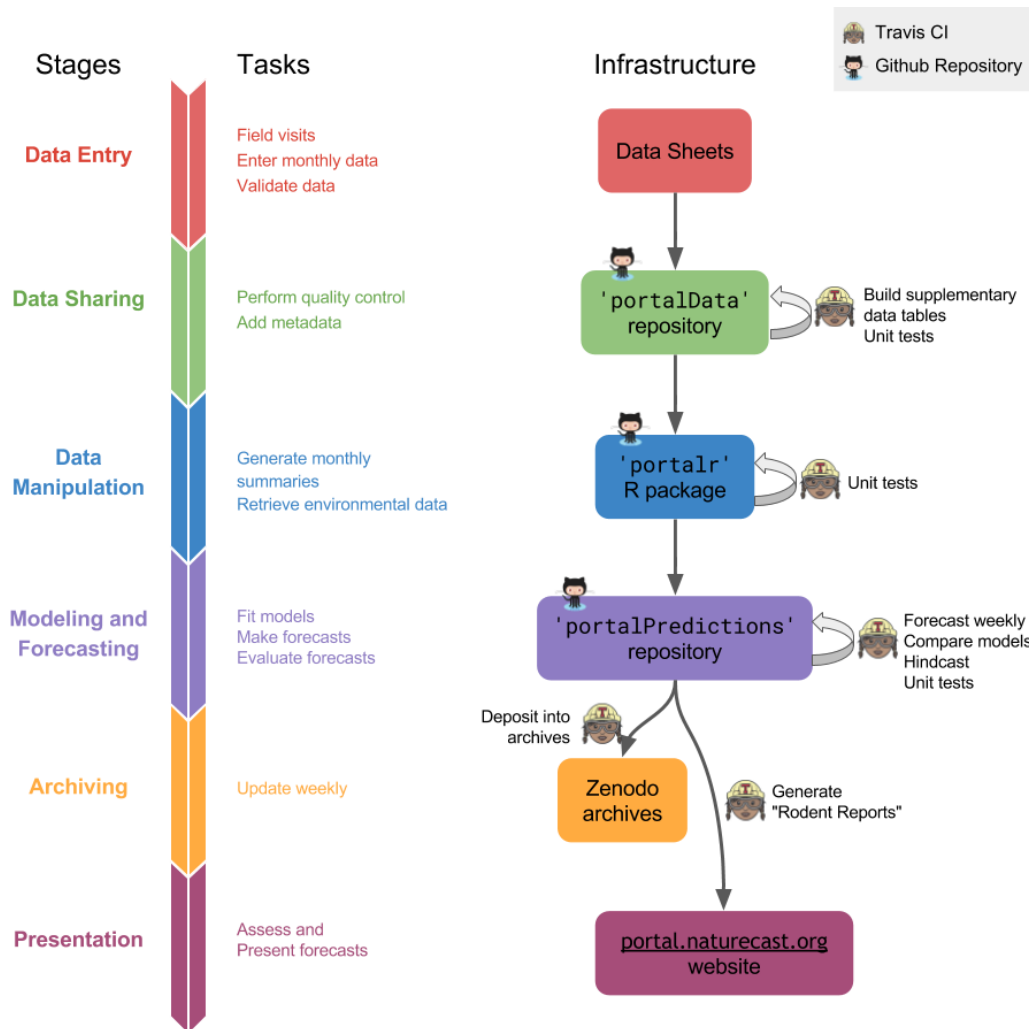 Travis CI
Github Repository
Stages
Tasks
Infrastructure
Data Entry
Field visits
Enter monthly data
Validate data
Data Sheets
Data Sharing
Perform quality control
Add metadata
'portalData'
repository
Build supplementary
data tables
Unit tests
Data
Manipulation
Generate monthly
summaries
Retrieve environmental data
'portalr'
R package
Unit tests
Modeling and
Forecasting
Fit models
Make forecasts
Evaluate forecasts
'portalPredictions'
repository
Forecast weekly
Compare models
Hindcast
Unit tests
Deposit into
archives
Archiving
Update weekly
Zenodo
archives
Generate
"Rodent Reports"
Presentation
Assess and
Present forecasts
portal.naturecast.org
website